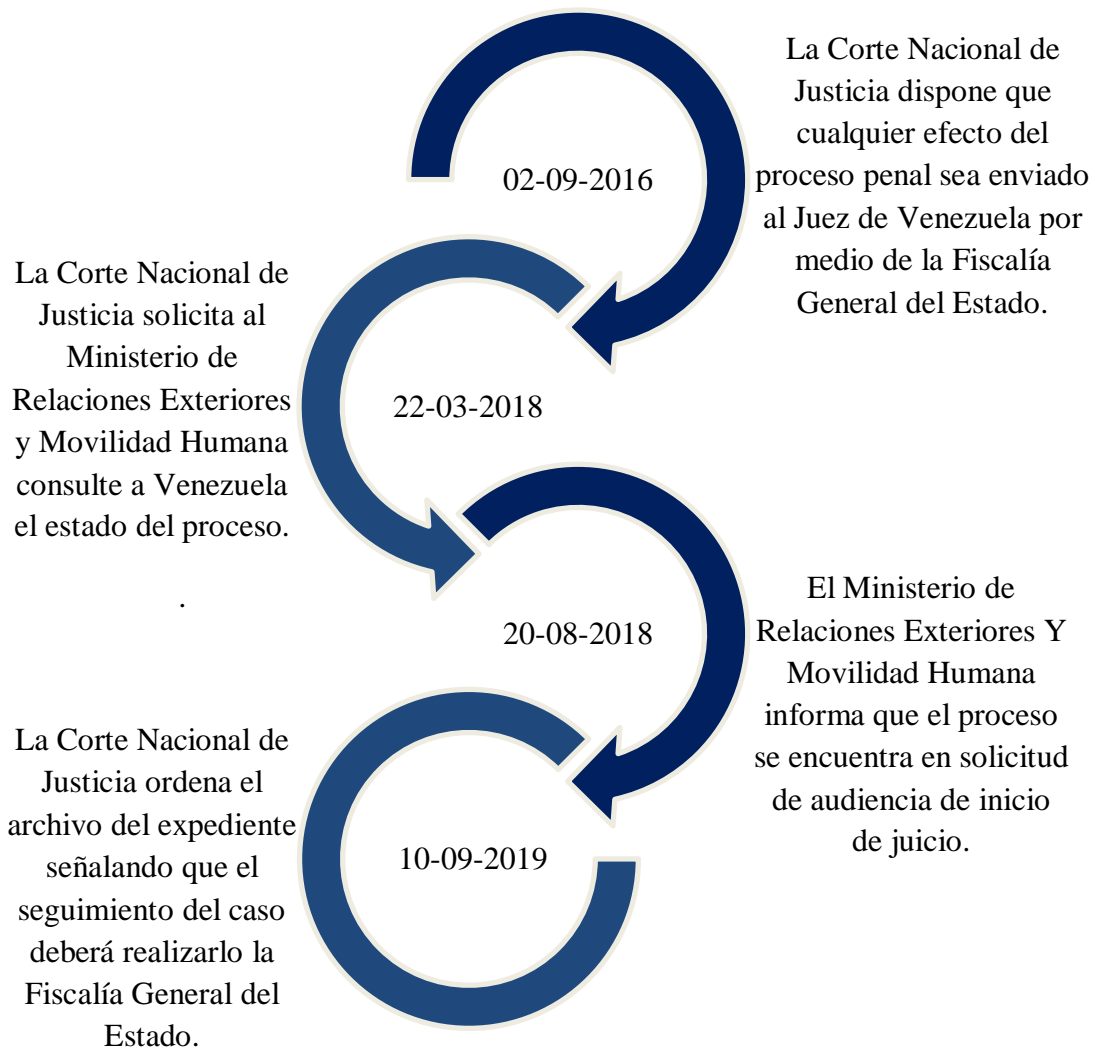 La Corte Nacional de
Justicia dispone que
cualquier efecto del
proceso penal sea enviado
al Juez de Venezuela por
medio de la Fiscalía
General del Estado.
02-09-2016
La Corte Nacional de
Justicia solicita al
Ministerio de
Relaciones Exteriores
y Movilidad Humana
consulte a Venezuela
el estado del proceso.
.
22-03-2018
20-08-2018
El Ministerio de
Relaciones Exteriores Y
Movilidad Humana
informa que el proceso
se encuentra en solicitud
de audiencia de inicio
de juicio.
La Corte Nacional de
Justicia ordena el
archivo del expediente
señalando que el
seguimiento del caso
deberá realizarlo la
Fiscalía General del
Estado.
10-09-2019